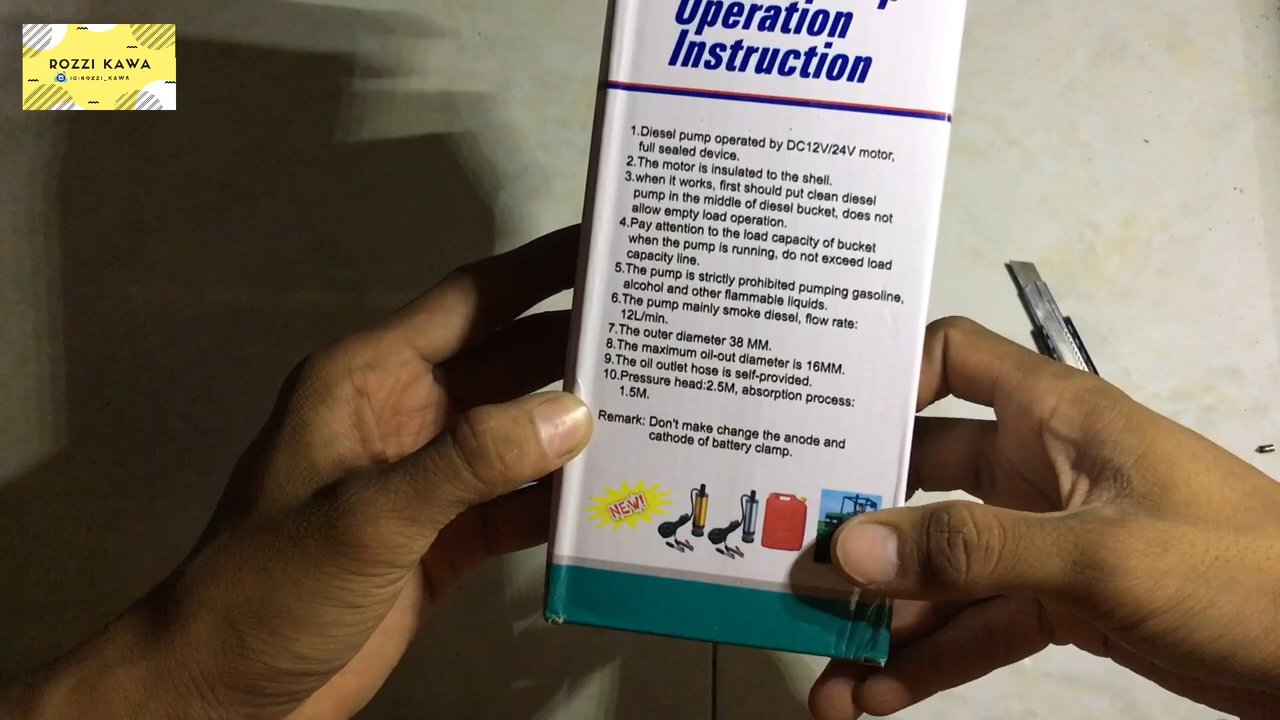 ROZZI KAWA
IG:ROZZI_KAWA
Operation
Instruction
1.Diesel pump operated by DC12V/24V motor,
full sealed device.
2.The motor is insulated to the shell.
3.when it works, first should put clean diesel
pump in the middle of diesel bucket, does not
allow empty load operation.
4.Pay attention to the load capacity of bucket
when the pump is running, do not exceed load
capacity line.
5.The pump is strictly prohibited pumping gasoline,
alcohol and other flammable liquids.
6.The pump mainly smoke diesel, flow rate:
12L/min.
7.The outer diameter 38 MM.
8.The maximum oil-out diameter is 16MM.
9.The oil outlet hose is self-provided.
10.Pressure head:2.5M, absorption process:
1.5M.
Remark: Don't make change the anode and
cathode of battery clamp.
NEW!